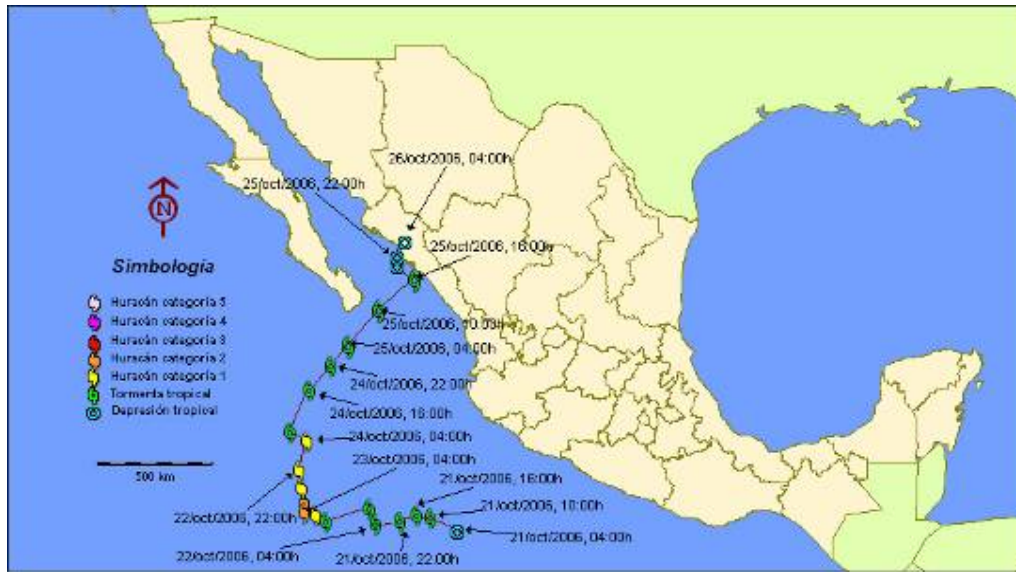 26/oct/2006, 04:00h
25/oct/2006, 22:00h
25/oct/2006, 16:00h
N
Simbología
Huracán categoría 5
Huracán categoría 4
Huracán categoría 3
Huracán categoría 2
Huracán categoría 1
Tormenta tropical
Depresión tropical
500 km
25/oct/2006, 10:00h
25/oct/2006, 04:00h
24/oct/2006, 22:00h
24/oct/2006, 16:00h
24/oct/2006, 04:00h
23/oct/2006, 04:00h
21/oct/2006, 16:00h
22/oct/2006, 22:00h
21/oct/2006, 10:00h
22/oct/2006, 04:00h
21/oct/2006, 22:00h
21/oct/2006, 04:00h